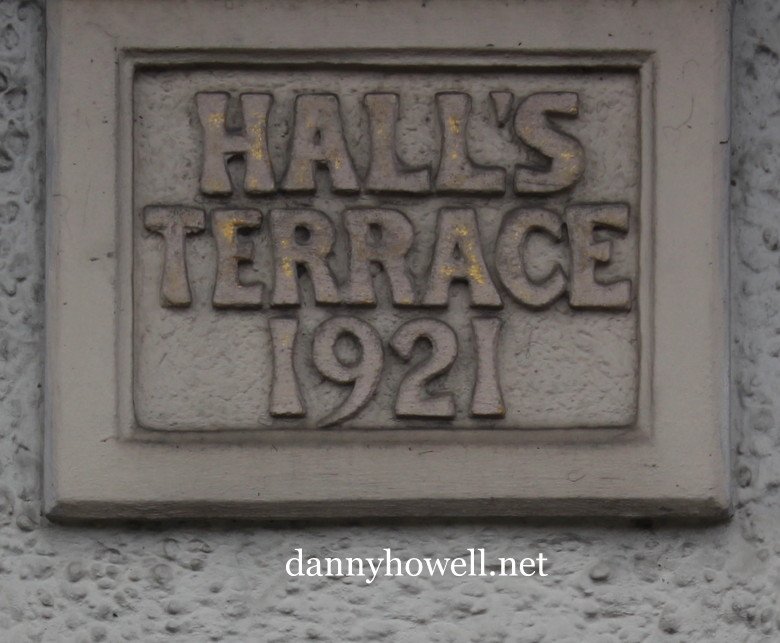 HALL'S
TERRACE
1921
dannyhowell.net